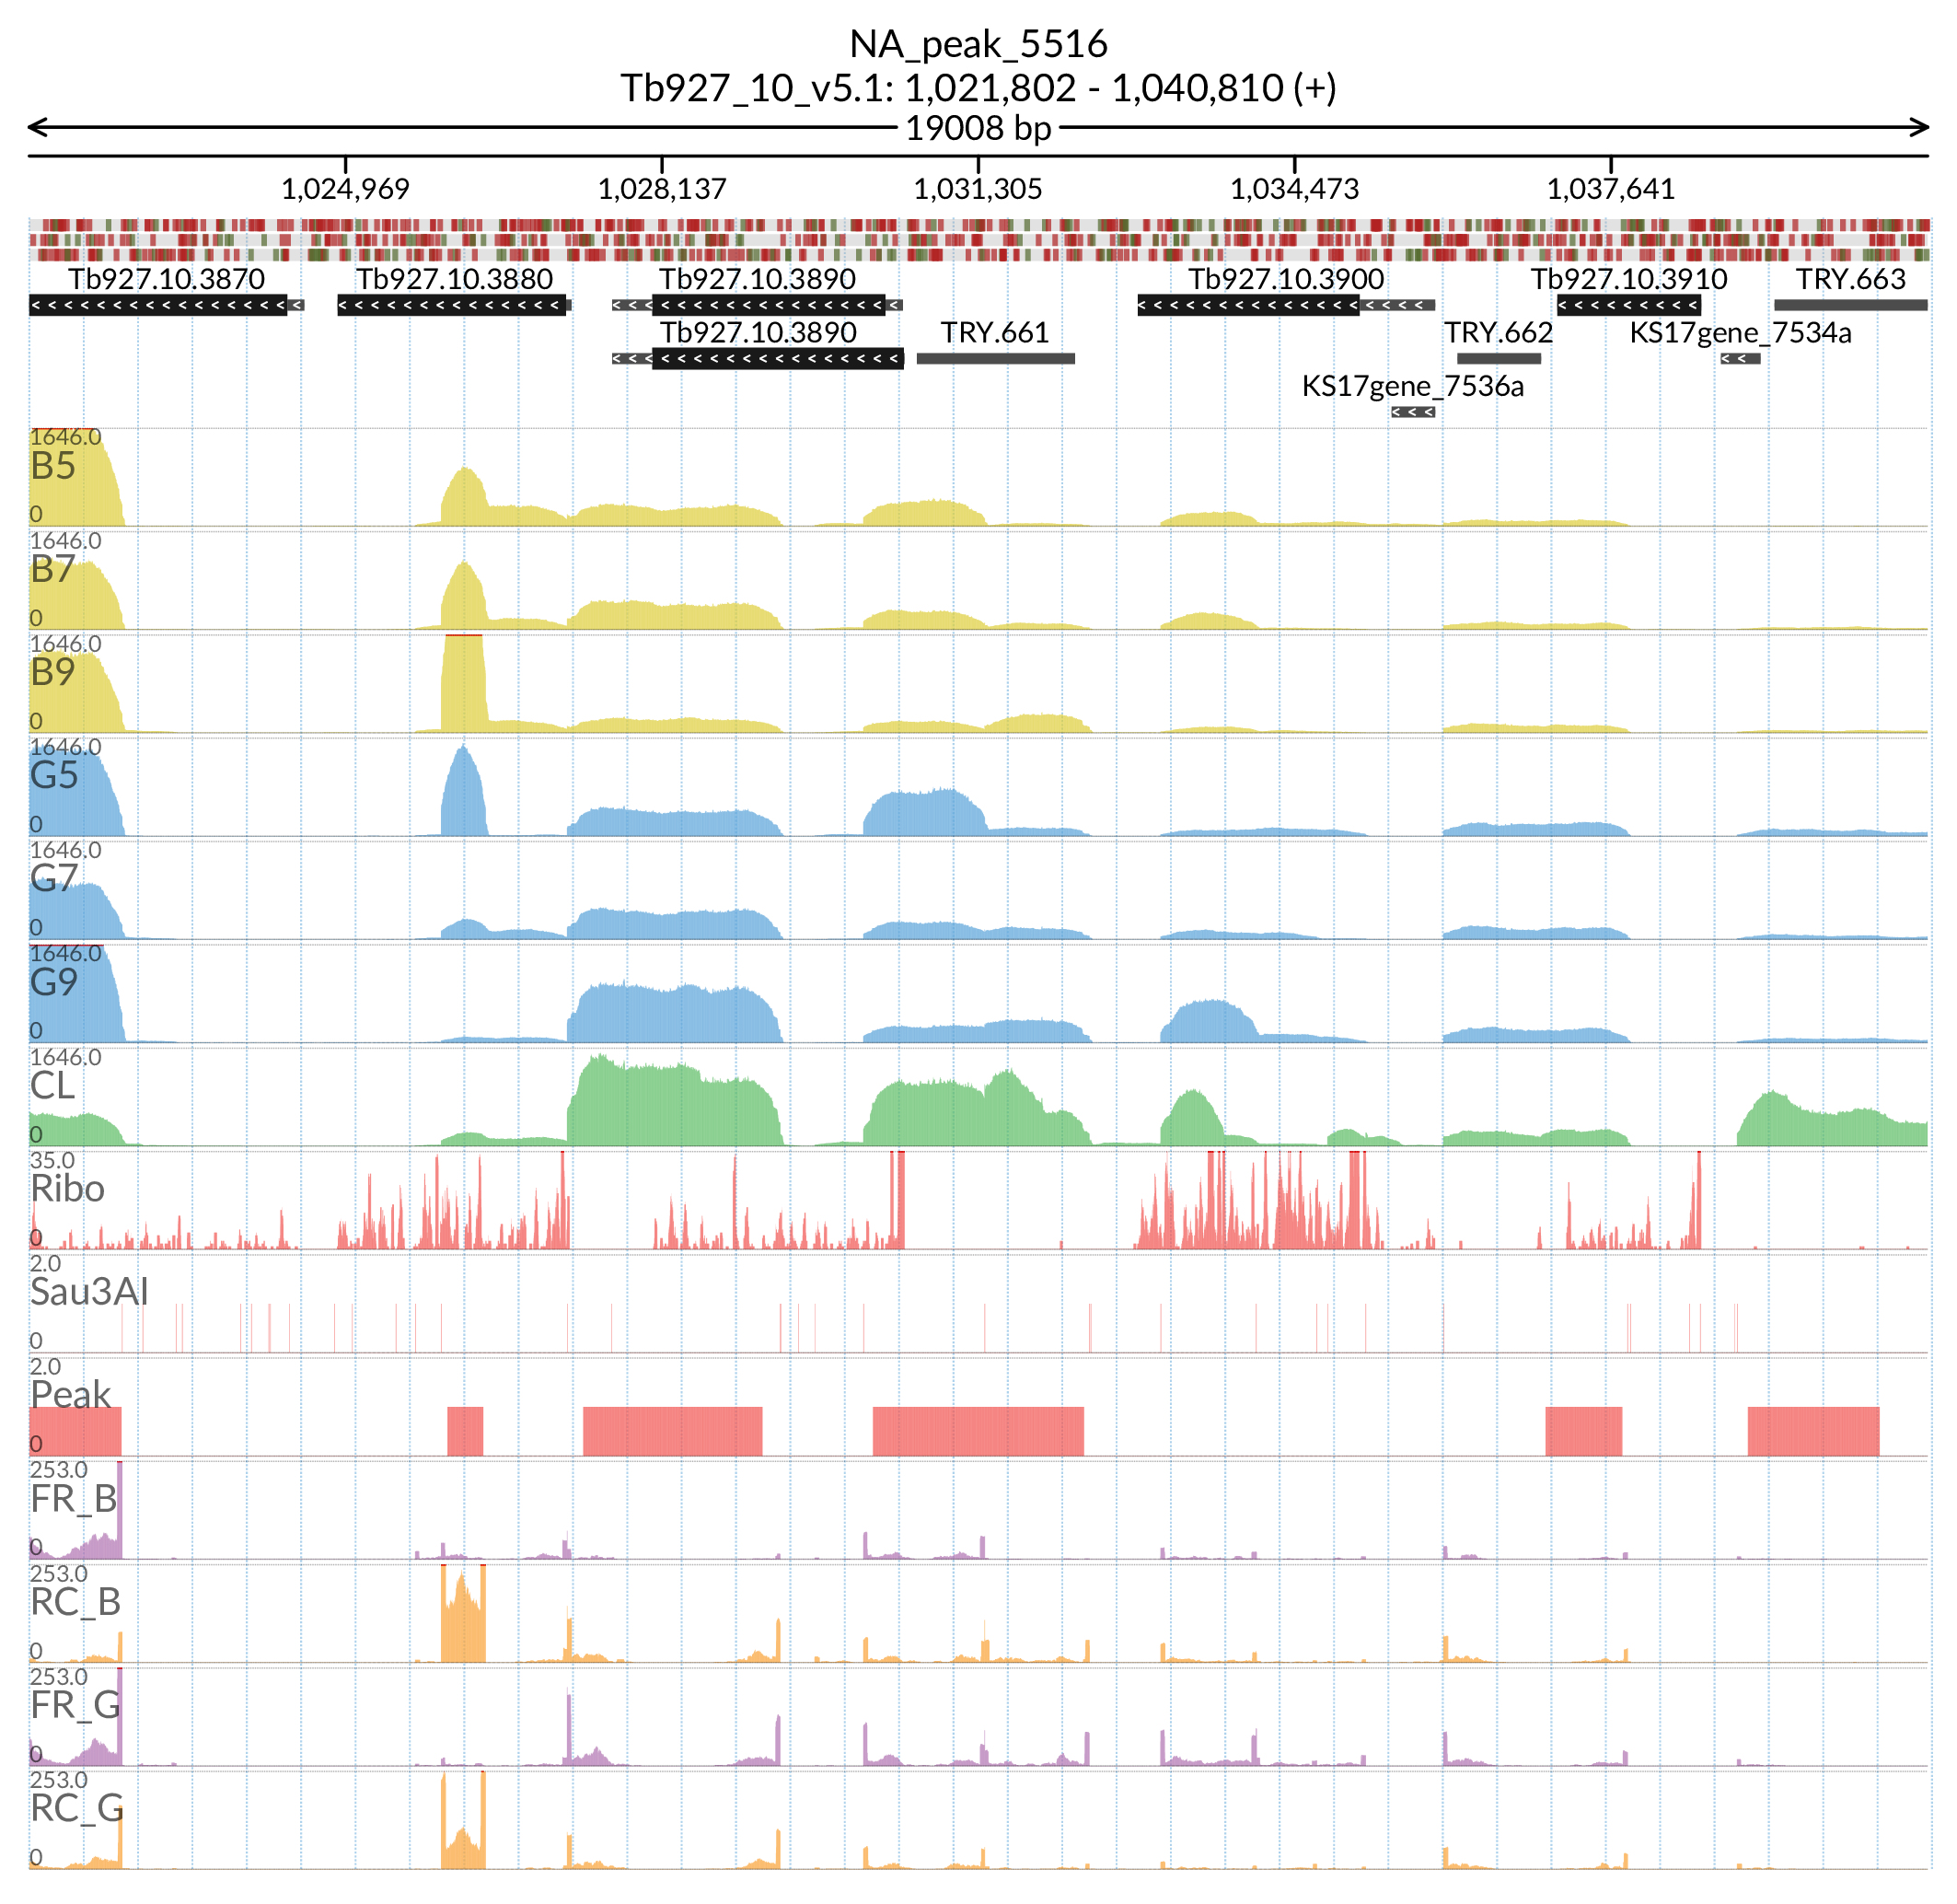 NA_peak_5516
Tb927_10_v5.1: 1,021,802 - 1,040,810 (+)
19008 bp
1,024,969 1,028,137 1,031,305 1,034,473 1,037,641
Tb927.10.3870 Tb927.10.3880 Tb927.10.3890 Tb927.10.3900 Tb927.10.3910 TRY.663
Tb927.10.3890 TRY.661 TRY.662 KS17gene_7534a
KS17gene_7536a
1646.0
B5
0
1646.0
B7
0
1646.0
B9
0
1646.0
G5
0
1646.0
G7
0
1646.0
G9
0
1646.0
CL
0
35.0
Ribo
0
2.0
Sau3AI
0
2.0
Peak
0
253.0
FR_B
0
253.0
RC_B
0
253.0
FR_G
0
253.0
RC_G
0